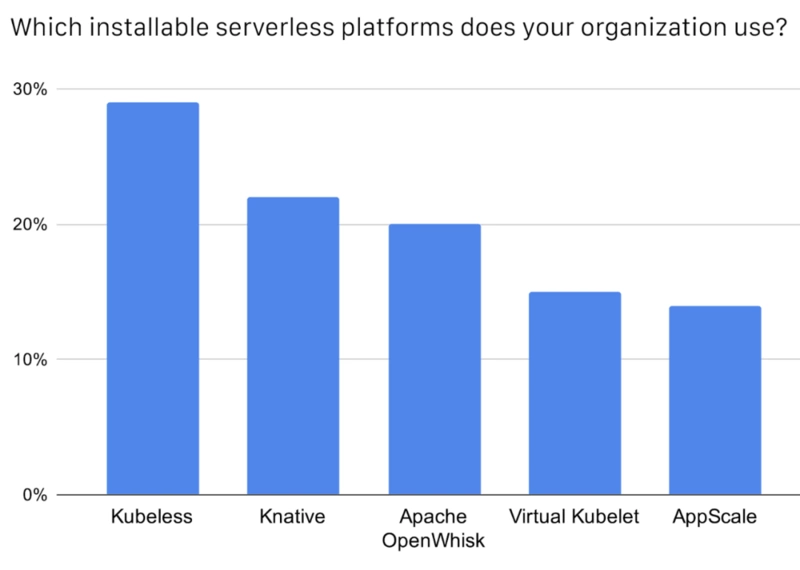 Which installable serverless platforms does your organization use?
30%
20%
10%
0%
Kubeless
Knative
Apache
OpenWhisk
Virtual Kubelet
AppScale